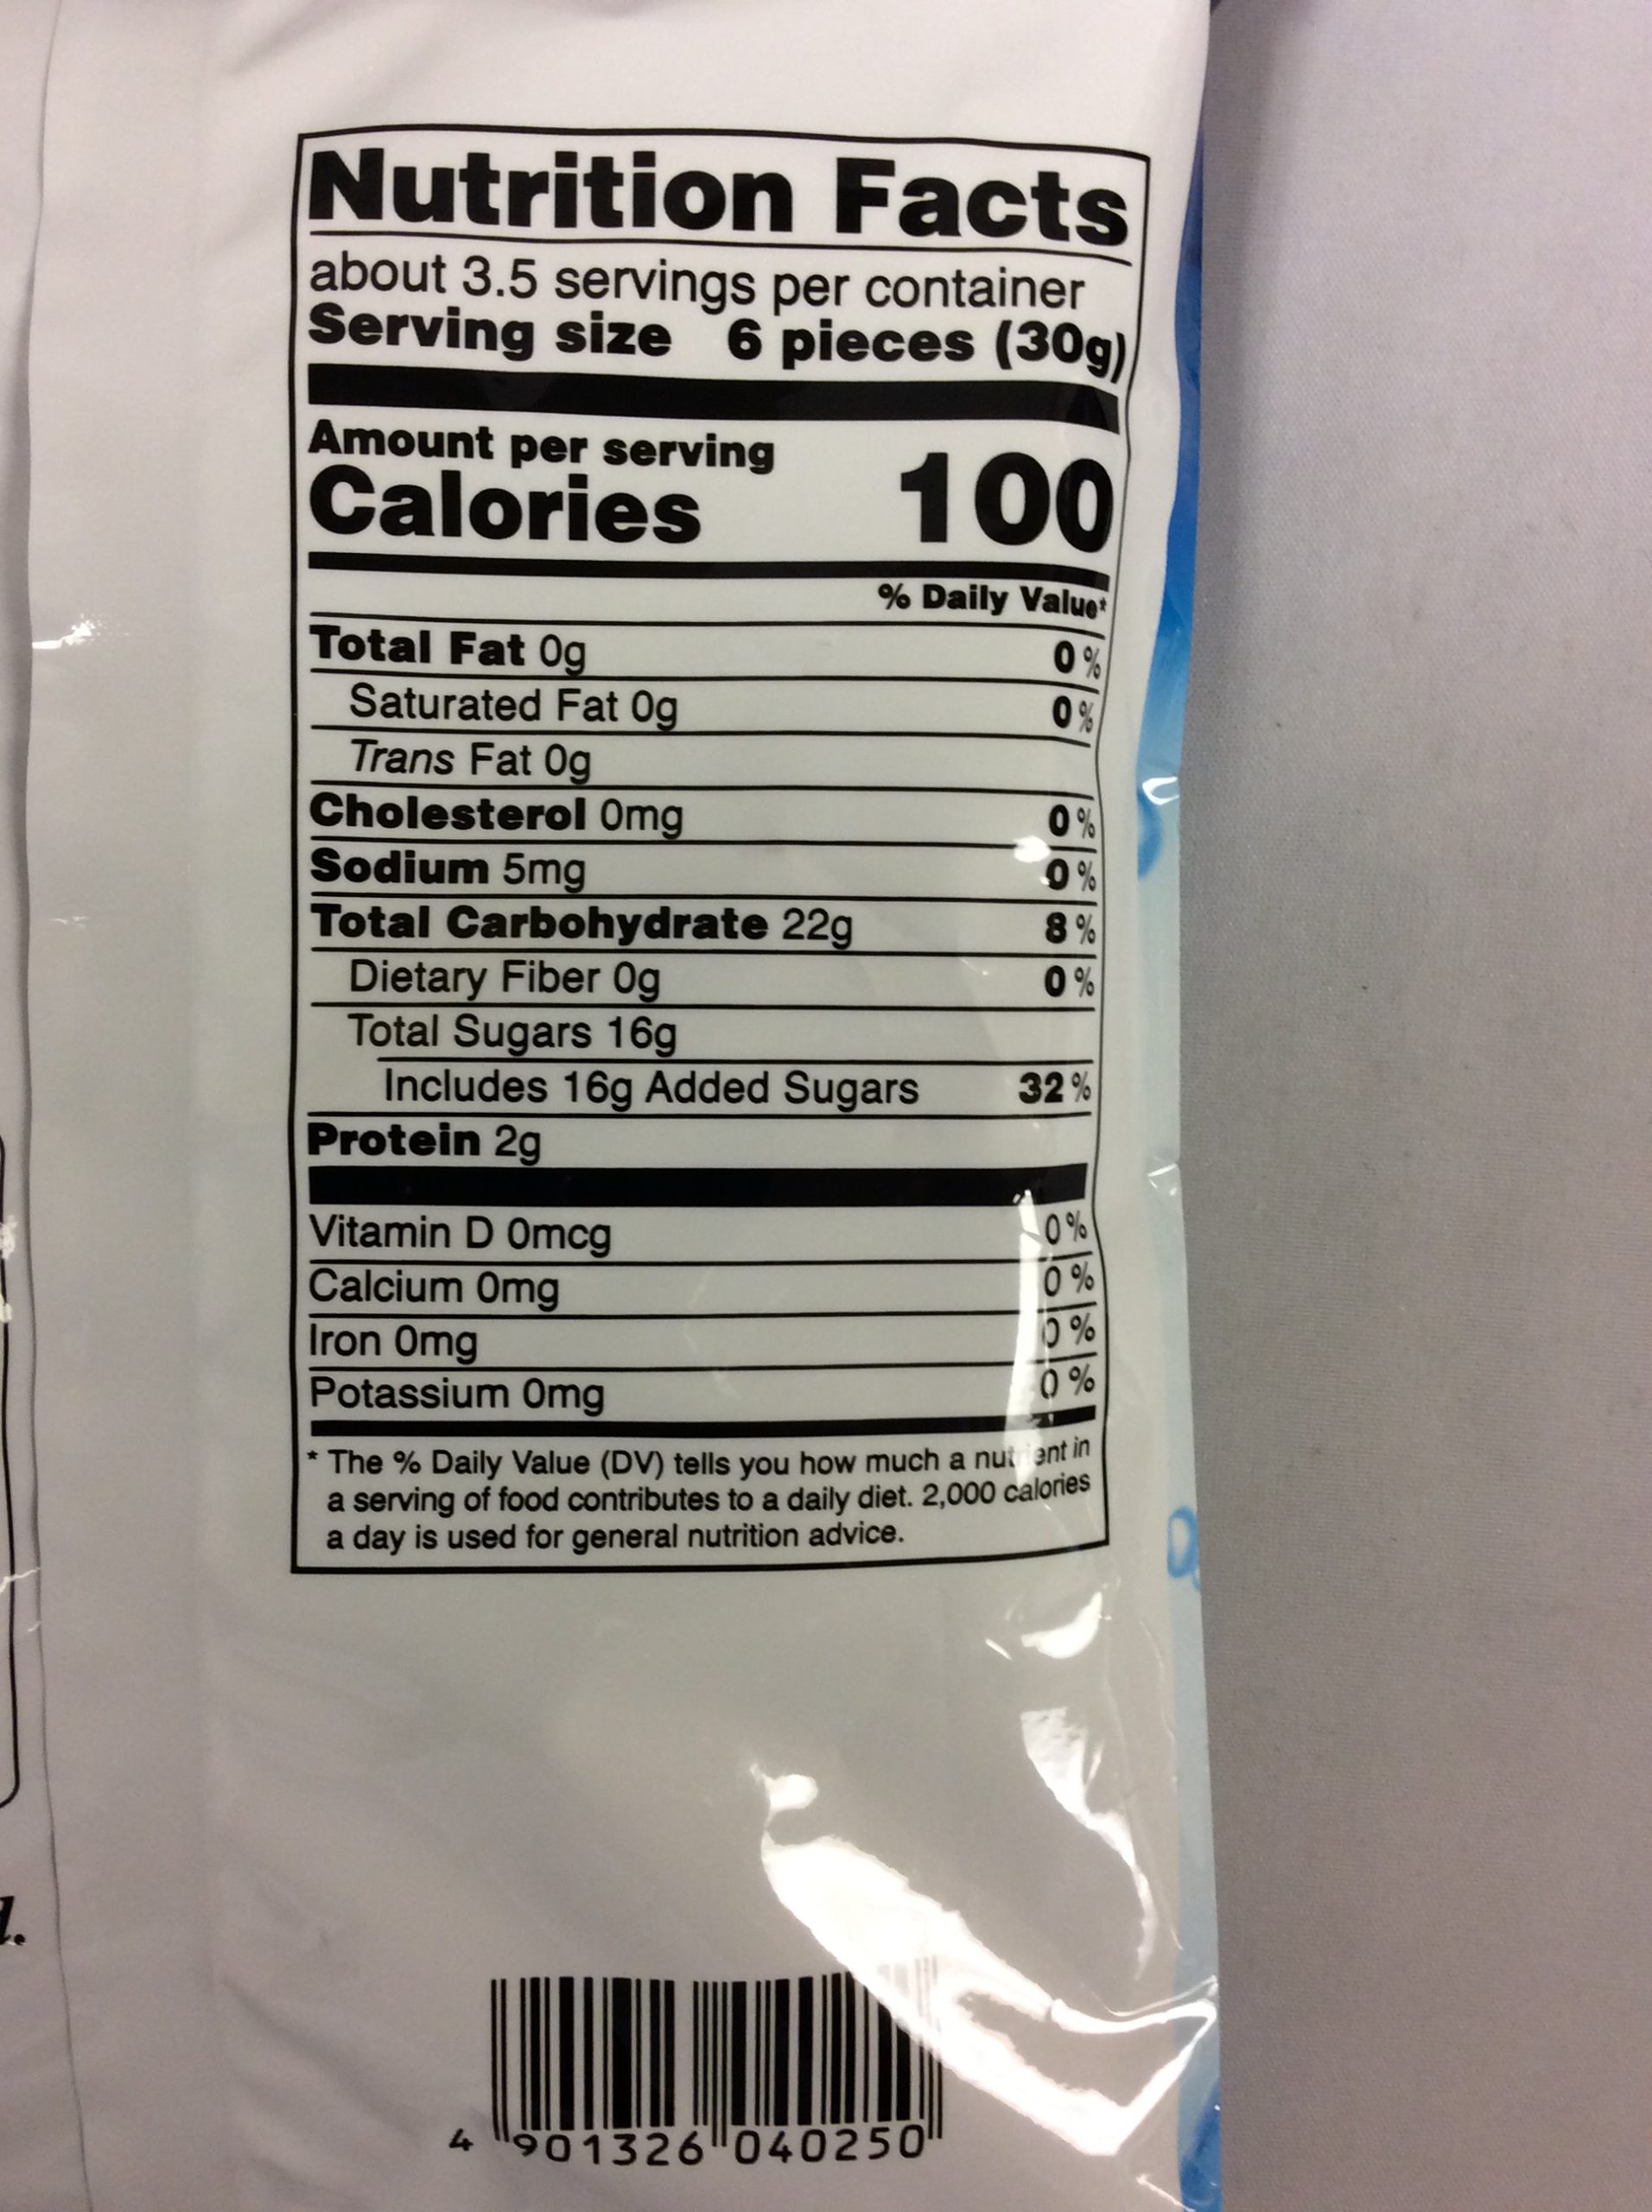 Nutrition Facts
about 3.5 servings per container
Serving size 6 pieces (30g)
Amount per serving
Calories 100
% Daily Value*
Total Fat 0g 0%
Saturated Fat 0g 0%
Trans Fat 0g
Cholesterol 0mg 0%
Sodium 5mg 0%
Total Carbohydrate 22g 8%
Dietary Fiber 0g 0%
Total Sugars 16g
Includes 16g Added Sugars 32%
Protein 2g
Vitamin D 0mcg 0%
Calcium 0mg 0%
Iron 0mg 0%
Potassium 0mg 0%
* The % Daily Value (DV) tells you how much a nutrient in
a serving of food contributes to a daily diet. 2,000 calories
a day is used for general nutrition advice.
4 901326 040250